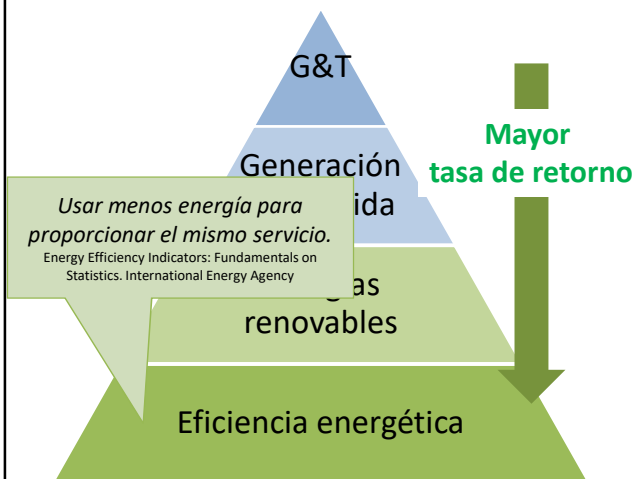 G&T
Mayor
tasa de retorno
Generación
ida
Usar menos energía para
proporcionar el mismo servicio.
Energy Efficiency Indicators: Fundamentals on
Statistics. International Energy Agency
as
renovables
Eficiencia energética